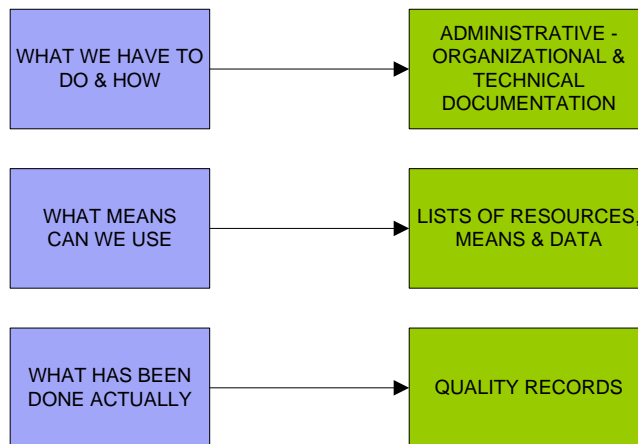 WHAT WE HAVE TO
DO & HOW
ADMINISTRATIVE -
ORGANIZATIONAL &
TECHNICAL
DOCUMENTATION
WHAT MEANS
CAN WE USE
LISTS OF RESOURCES,
MEANS & DATA
WHAT HAS BEEN
DONE ACTUALLY
QUALITY RECORDS